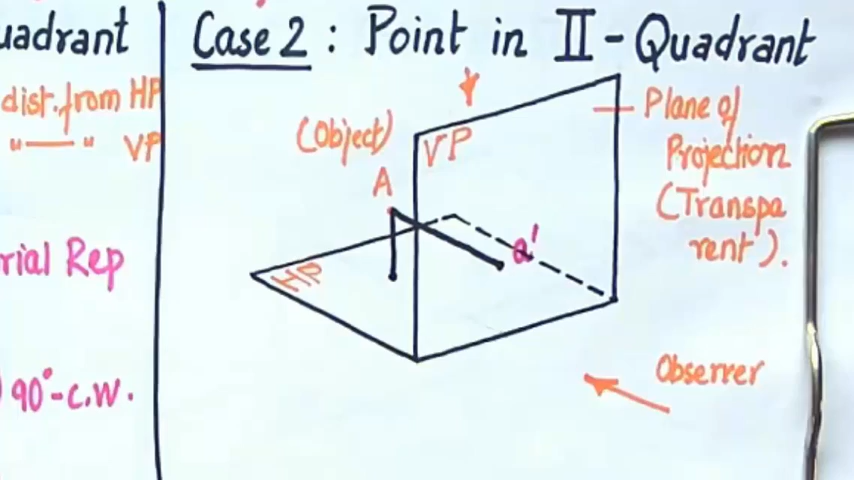 uadrant
dist. from HP
"——" VP
rial Rep
90°-C.W.
Case 2 : Point in II-Quadrant
(Object)
A
VP
HP
a'
Plane of
Projection
(Transpa
rent).
Observer